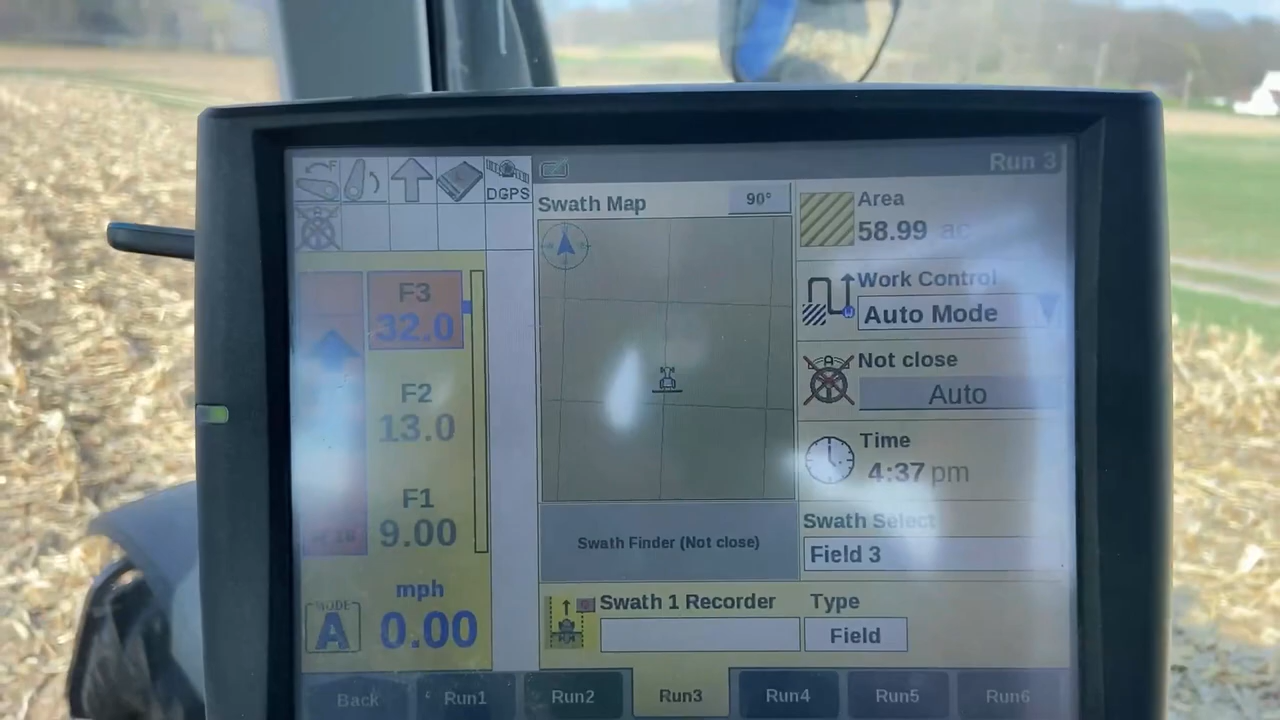 Run 3
F
DGPS
Swath Map
90°
Area
58.99 ac
F3
32.0
Work Control
Auto Mode
F2
13.0
Not close
Auto
Time
4:37 pm
F1
9.00
Swath Select
Field 3
Swath Finder (Not close)
mph
0.00
MODE
A
Swath 1 Recorder
Type
Field
Back
Run1
Run2
Run3
Run4
Run5
Run6